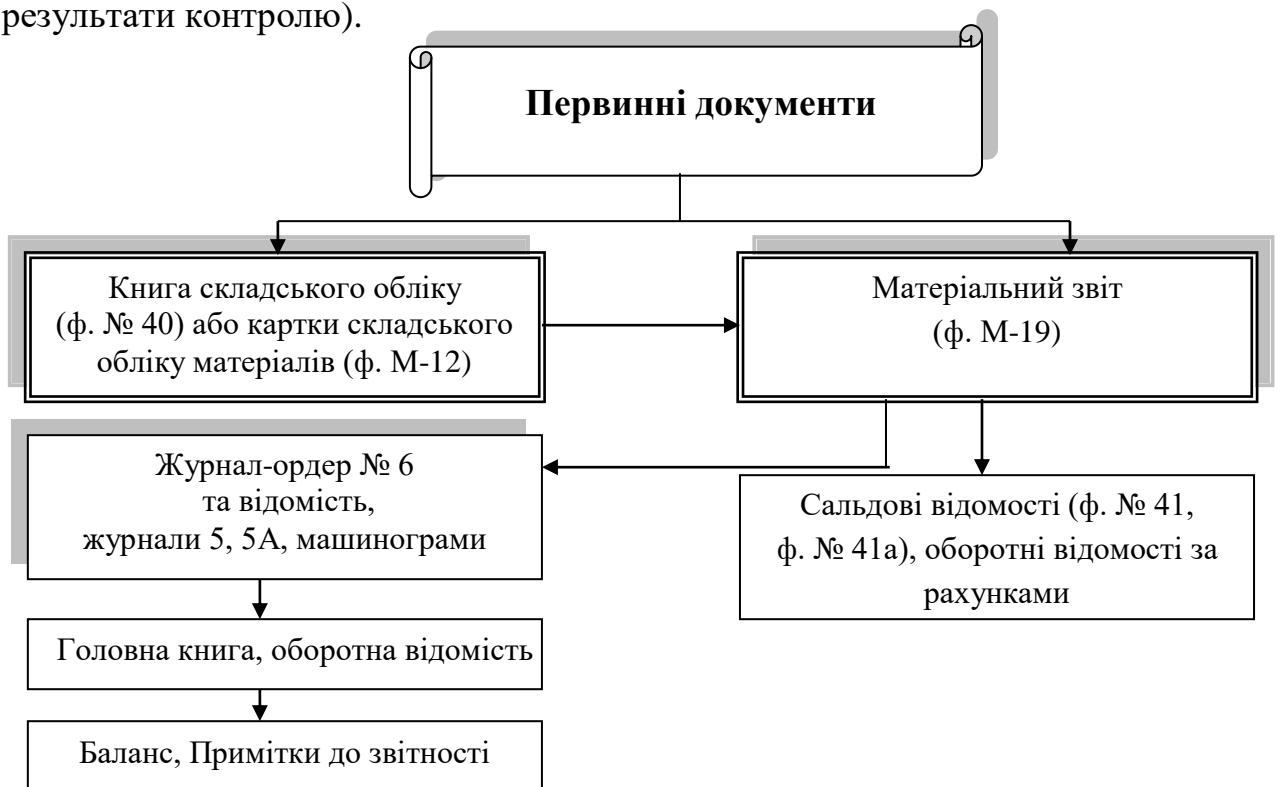 результати контролю).
Первинні документи
Книга складського обліку
(ф. № 40) або картки складського
обліку матеріалів (ф. М-12)
Матеріальний звіт
(ф. М-19)
Журнал-ордер № 6
та відомість,
журнали 5, 5А, машинограми
Сальдові відомості (ф. № 41,
ф. № 41а), оборотні відомості за
рахунками
Головна книга, оборотна відомість
Баланс, Примітки до звітності